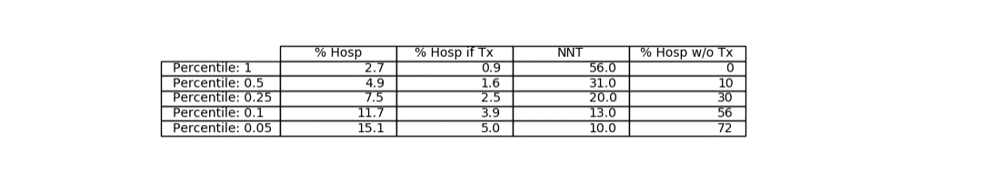 % Hosp % Hosp if Tx NNT % Hosp w/o Tx
Percentile: 1 2.7 0.9 56.0 0
Percentile: 0.5 4.9 1.6 31.0 10
Percentile: 0.25 7.5 2.5 20.0 30
Percentile: 0.1 11.7 3.9 13.0 56
Percentile: 0.05 15.1 5.0 10.0 72